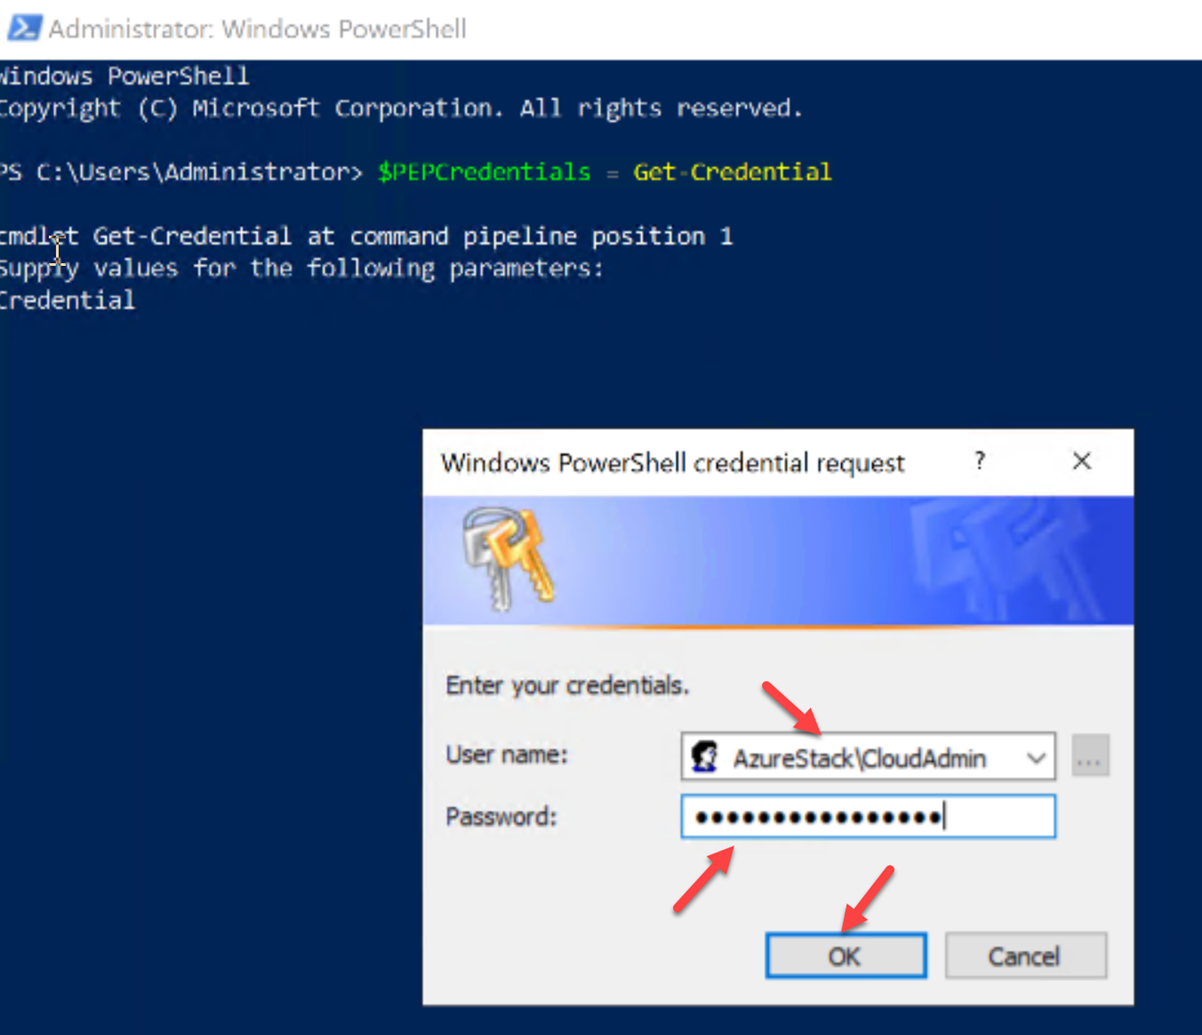 Administrator: Windows PowerShell
Windows PowerShell
Copyright (C) Microsoft Corporation. All rights reserved.
PS C:\Users\Administrator> $PEPCredentials = Get-Credential
cmdlet Get-Credential at command pipeline position 1
Supply values for the following parameters:
Credential
Windows PowerShell credential request
?
Enter your credentials.
User name:
AzureStack\CloudAdmin
...
Password:
●●●●●●●●●●●●●●●●
OK
Cancel